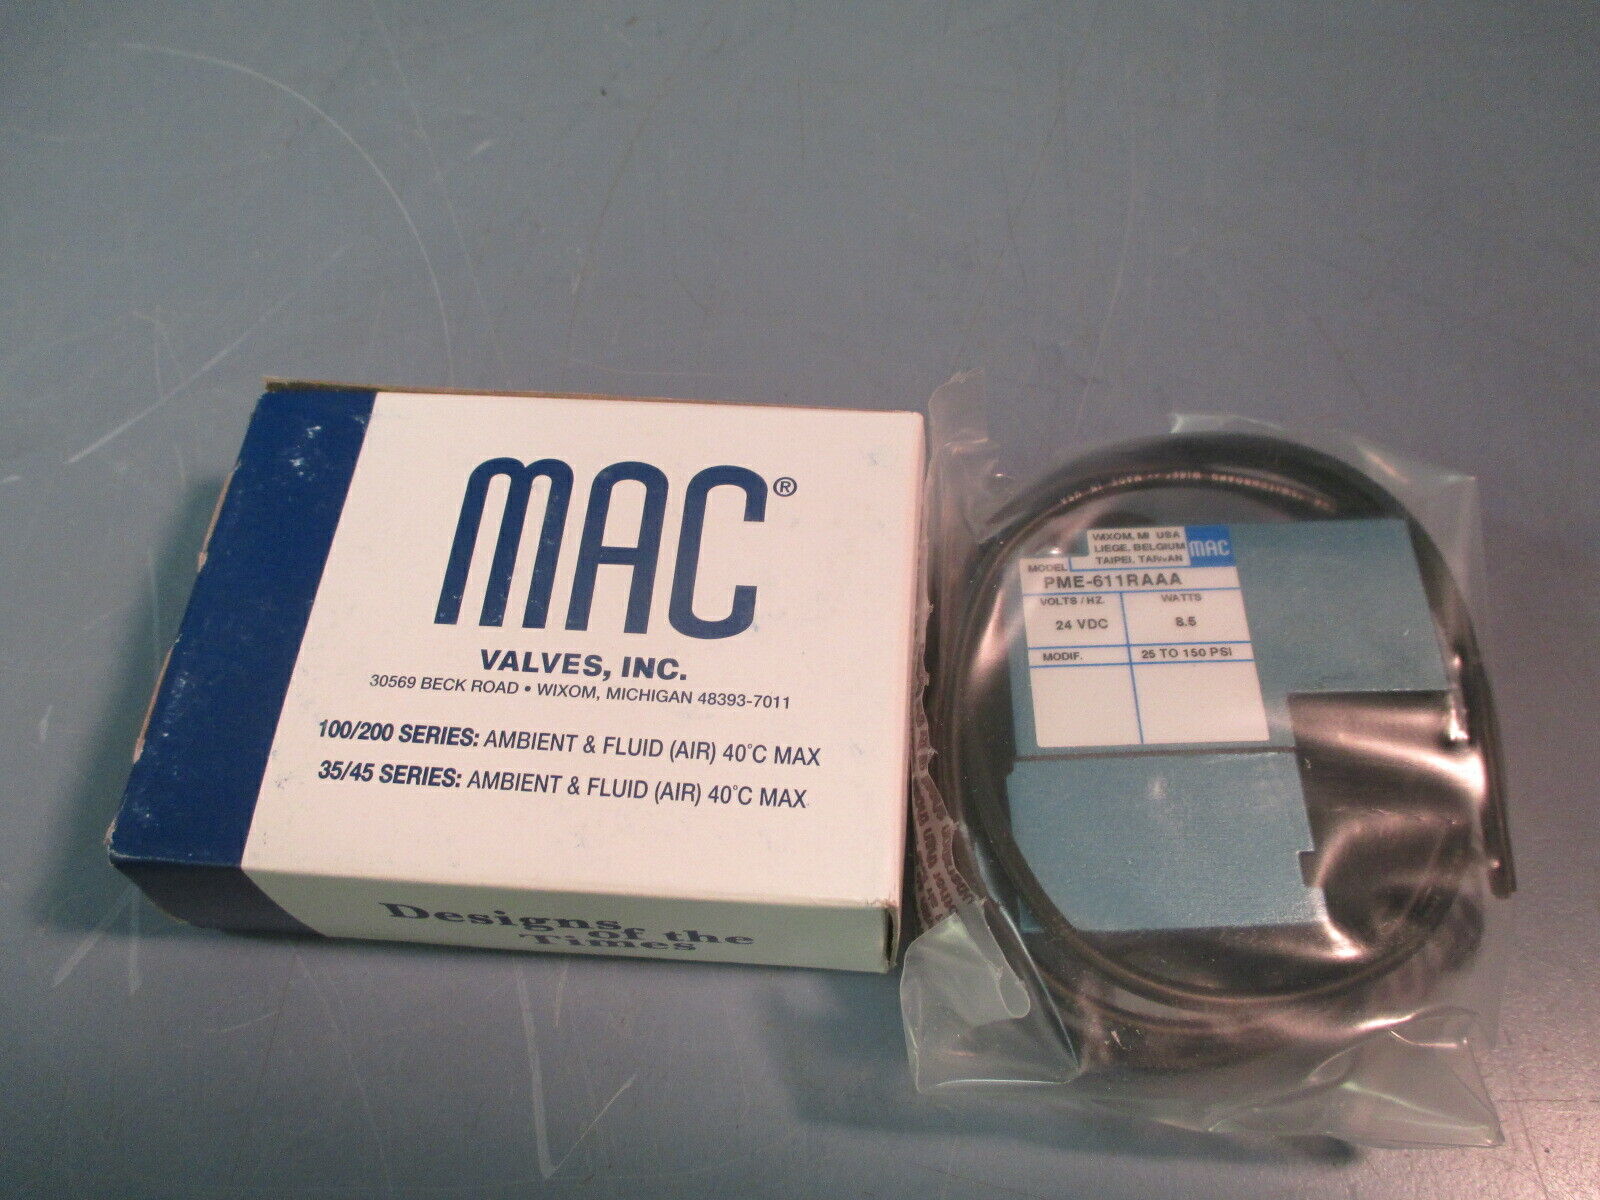 MAC®
VALVES, INC.
30569 BECK ROAD • WIXOM, MICHIGAN 48393-7011
100/200 SERIES: AMBIENT & FLUID (AIR) 40°C MAX
35/45 SERIES: AMBIENT & FLUID (AIR) 40°C MAX
Designs
of the
Times
WIXOM, MI USA
LIEGE, BELGIUM
TAIPEI, TAIWAN
MAC
MODEL
PME-611RAAA
VOLTS/HZ.
WATTS
24 VDC
8.5
MODIF.
25 TO 150 PSI